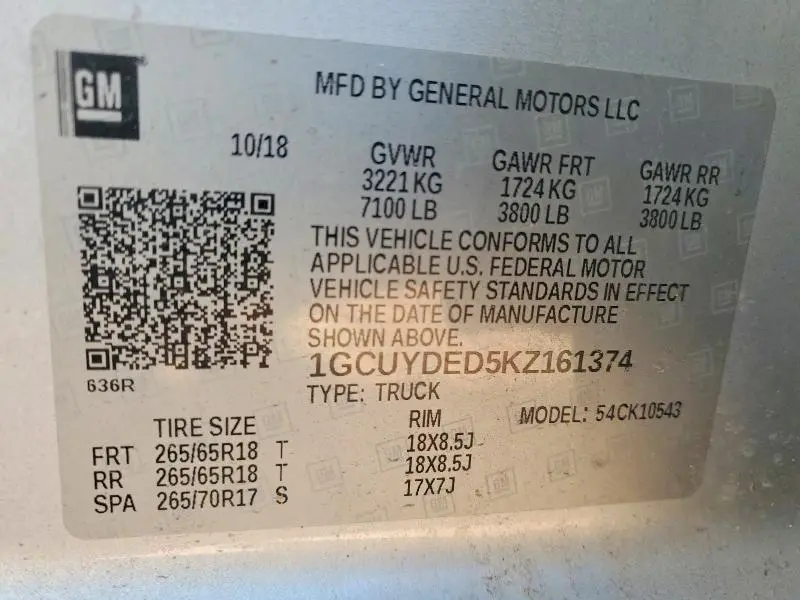 GM
MFD BY GENERAL MOTORS LLC
10/18
GVWR GAWR FRT GAWR RR
3221 KG 1724 KG 1724 KG
7100 LB 3800 LB 3800 LB
THIS VEHICLE CONFORMS TO ALL
APPLICABLE U.S. FEDERAL MOTOR
VEHICLE SAFETY STANDARDS IN EFFECT
ON THE DATE OF MANUFACTURE
SHOWN ABOVE.
1GCUYDED5KZ161374
636R
TYPE: TRUCK
MODEL: 54CK10543
TIRE SIZE RIM
FRT 265/65R18 T 18X8.5J
RR 265/65R18 T 18X8.5J
SPA 265/70R17 S 17X7J